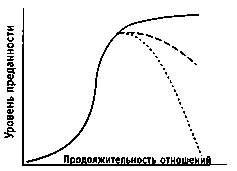 Уровень преданности
Продолжительность отношений